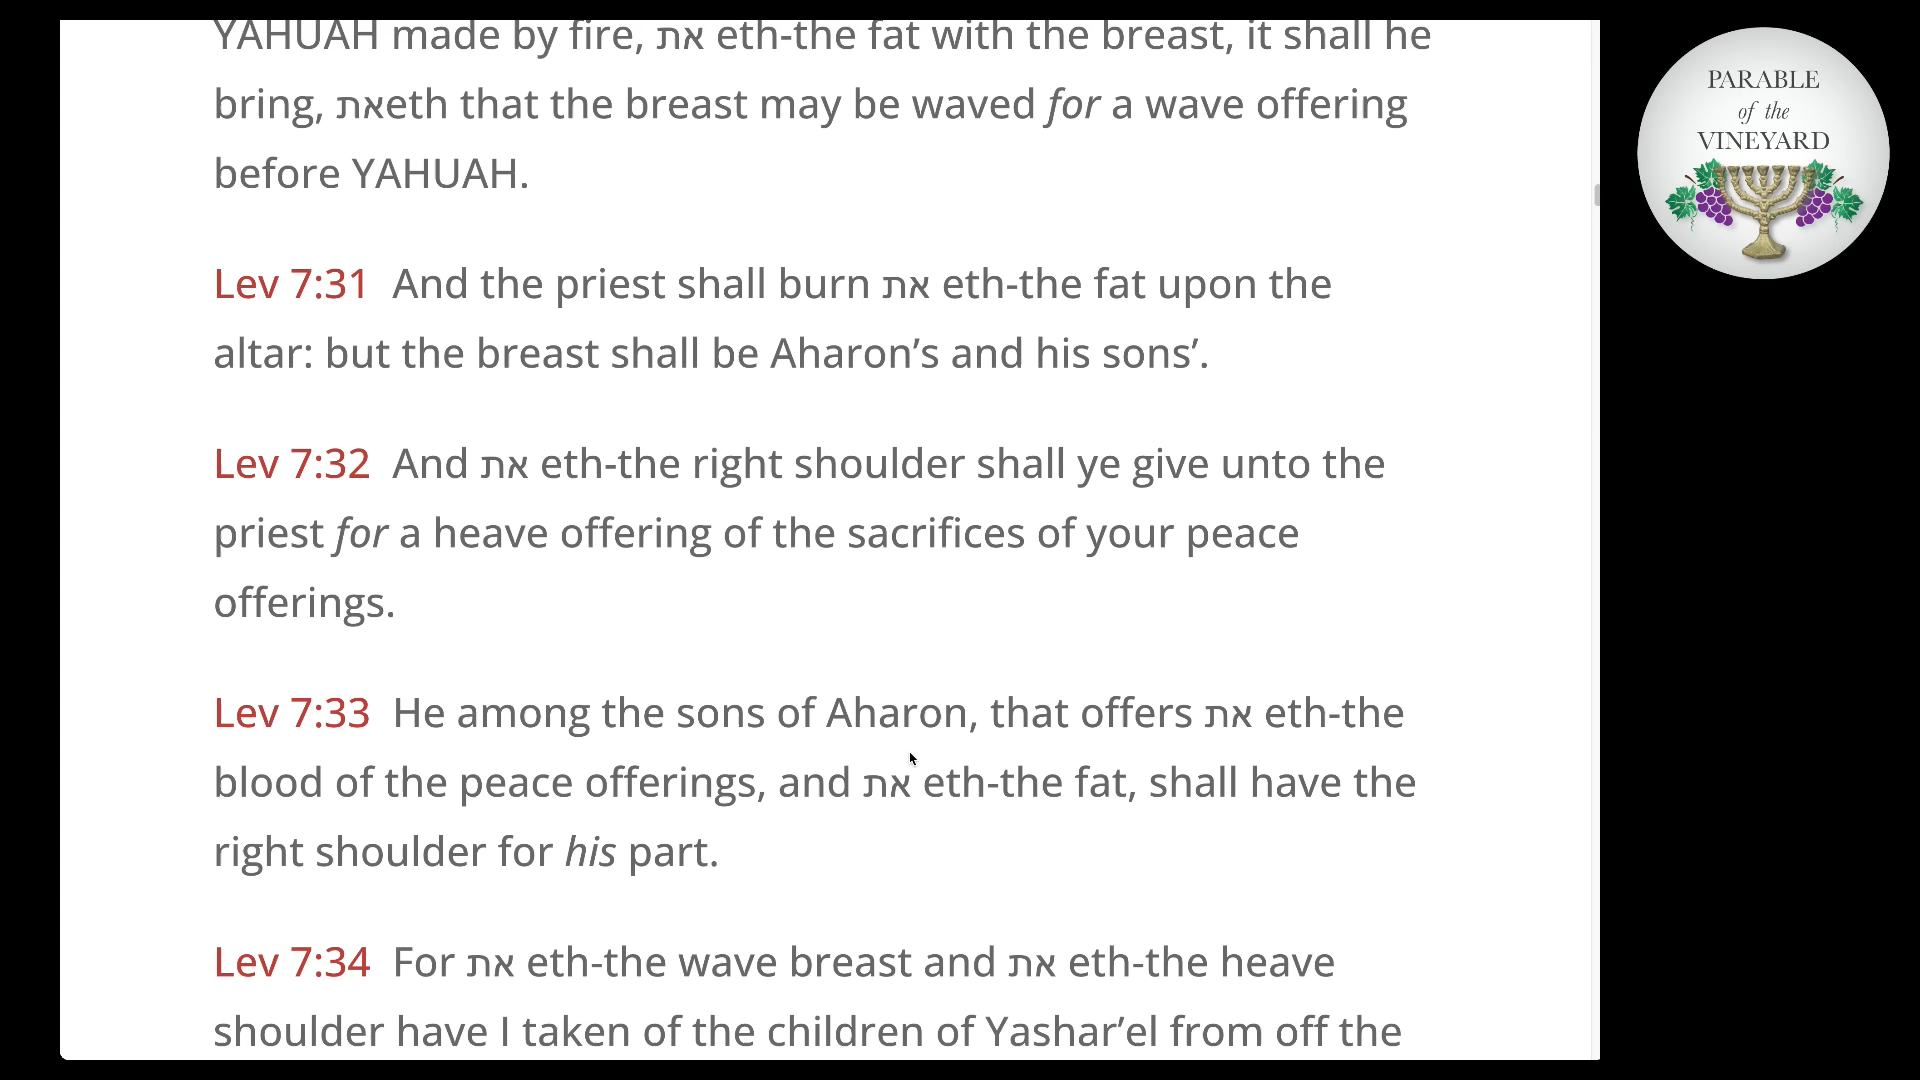 YAHUAH made by fire, את eth-the fat with the breast, it shall he
bring, אתeth that the breast may be waved for a wave offering
before YAHUAH.
Lev 7:31 And the priest shall burn את eth-the fat upon the
altar: but the breast shall be Aharon’s and his sons’.
Lev 7:32 And את eth-the right shoulder shall ye give unto the
priest for a heave offering of the sacrifices of your peace
offerings.
Lev 7:33 He among the sons of Aharon, that offers את eth-the
blood of the peace offerings, and את eth-the fat, shall have the
right shoulder for his part.
Lev 7:34 For את eth-the wave breast and את eth-the heave
shoulder have I taken of the children of Yashar’el from off the
PARABLE
of the
VINEYARD